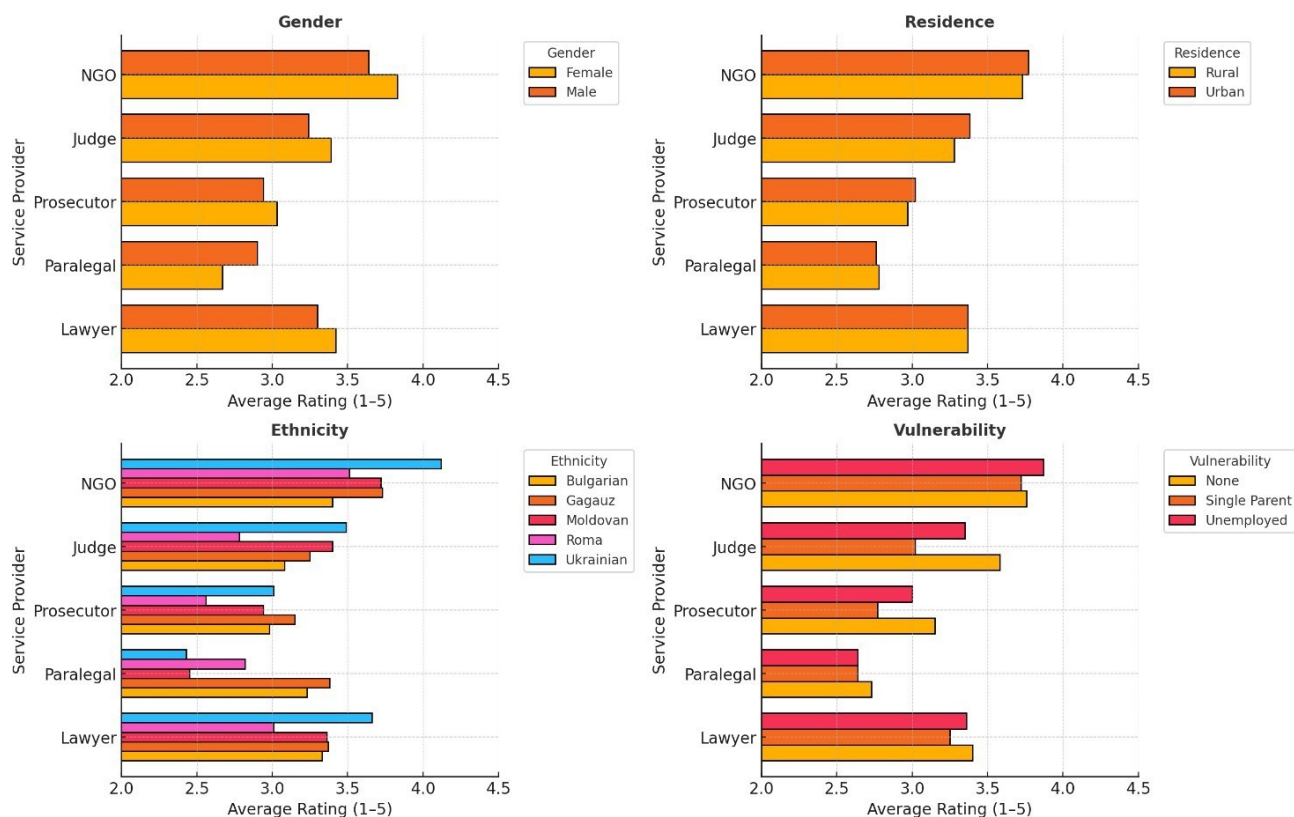 Gender
Service Provider
NGO
Judge
Prosecutor
Paralegal
Lawyer
2.0 2.5 3.0 3.5 4.0 4.5
Average Rating (1–5)
Gender
Female
Male
Residence
Service Provider
NGO
Judge
Prosecutor
Paralegal
Lawyer
2.0 2.5 3.0 3.5 4.0 4.5
Average Rating (1–5)
Residence
Rural
Urban
Ethnicity
Service Provider
NGO
Judge
Prosecutor
Paralegal
Lawyer
2.0 2.5 3.0 3.5 4.0 4.5
Average Rating (1–5)
Ethnicity
Bulgarian
Gagauz
Moldovan
Roma
Ukrainian
Vulnerability
Service Provider
NGO
Judge
Prosecutor
Paralegal
Lawyer
2.0 2.5 3.0 3.5 4.0 4.5
Average Rating (1–5)
Vulnerability
None
Single Parent
Unemployed